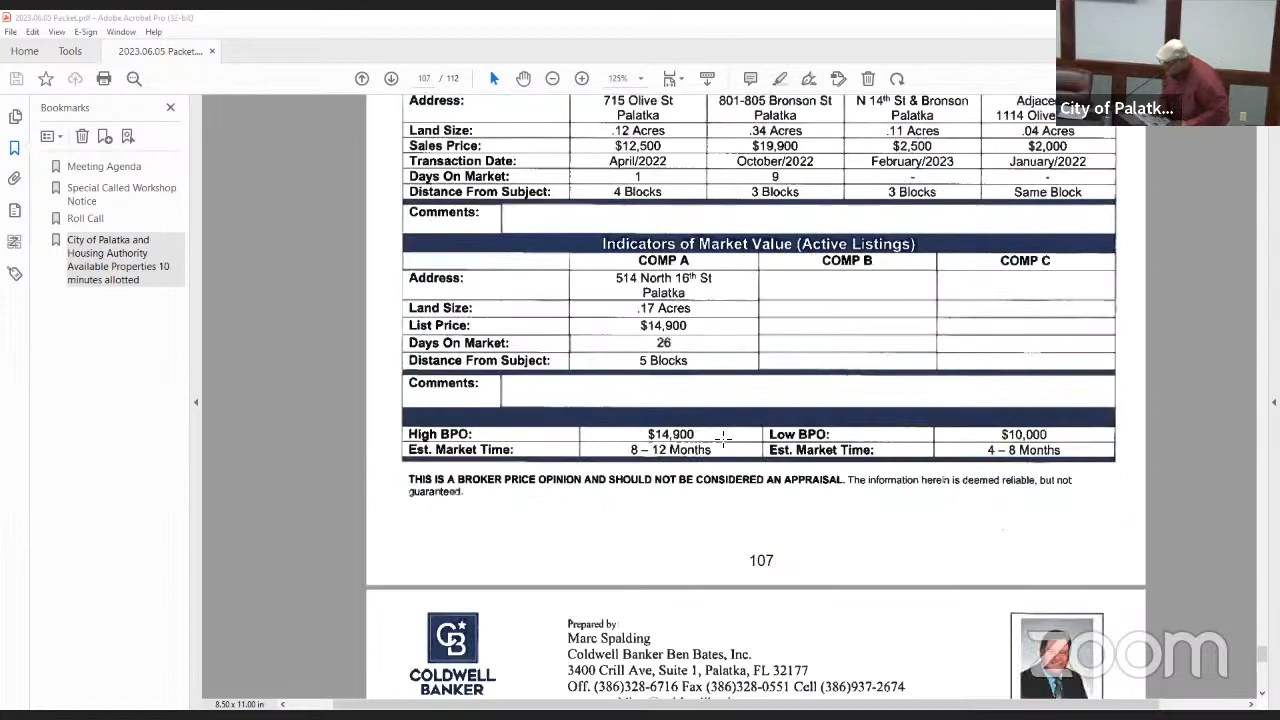 2023.06.05 Packet.pdf - Adobe Acrobat Pro (32-bit)
File Edit View E-Sign Window Help
Home Tools 2023.06.05 Packet.... ×
107 / 112 125%
Bookmarks
Meeting Agenda
Special Called Workshop
Notice
Roll Call
City of Palatka and
Housing Authority
Available Properties 10
minutes allotted
City of Palatk...
Address: 715 Olive St 801-805 Bronson St N 14th St & Bronson Adjace
Palatka Palatka Palatka 1114 Olive
Land Size: .12 Acres .34 Acres .11 Acres .04 Acres
Sales Price: $12,500 $19,900 $2,500 $2,000
Transaction Date: April/2022 October/2022 February/2023 January/2022
Days On Market: 1 9 - -
Distance From Subject: 4 Blocks 3 Blocks 3 Blocks Same Block
Comments:
Indicators of Market Value (Active Listings)
COMP A COMP B COMP C
Address: 514 North 16th St
Palatka
Land Size: .17 Acres
List Price: $14,900
Days On Market: 26
Distance From Subject: 5 Blocks
Comments:
High BPO: $14,900 Low BPO: $10,000
Est. Market Time: 8 – 12 Months Est. Market Time: 4 – 8 Months
THIS IS A BROKER PRICE OPINION AND SHOULD NOT BE CONSIDERED AN APPRAISAL. The information herein is deemed reliable, but not
guaranteed.
107
CB
COLDWELL
BANKER
Prepared by:
Marc Spalding
Coldwell Banker Ben Bates, Inc.
3400 Crill Ave, Suite 1, Palatka, FL 32177
Off. (386)328-6716 Fax (386)328-0551 Cell (386)937-2674
zoom
8.50 x 11.00 in